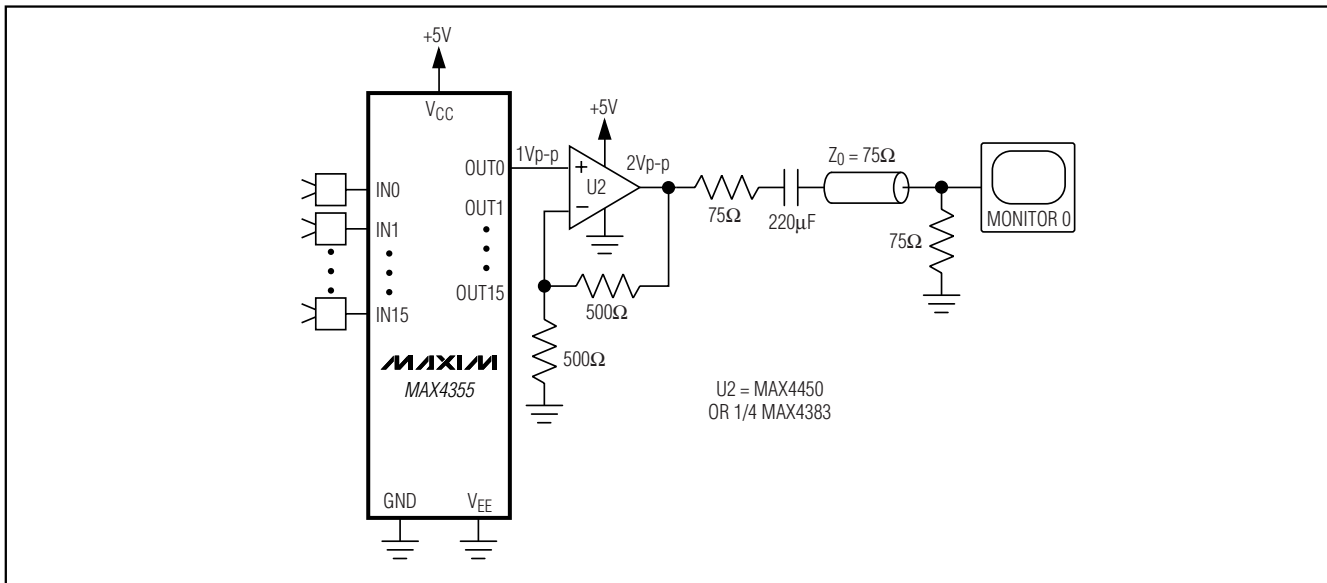 +5V
VCC
+5V
1Vp-p
2Vp-p
Z0 = 75Ω
OUT0
+
U2
−
IN0
OUT1
IN1
75Ω
220μF
MONITOR 0
75Ω
OUT15
500Ω
IN15
500Ω
MAXIM
MAX4355
U2 = MAX4450
OR 1/4 MAX4383
GND
VEE